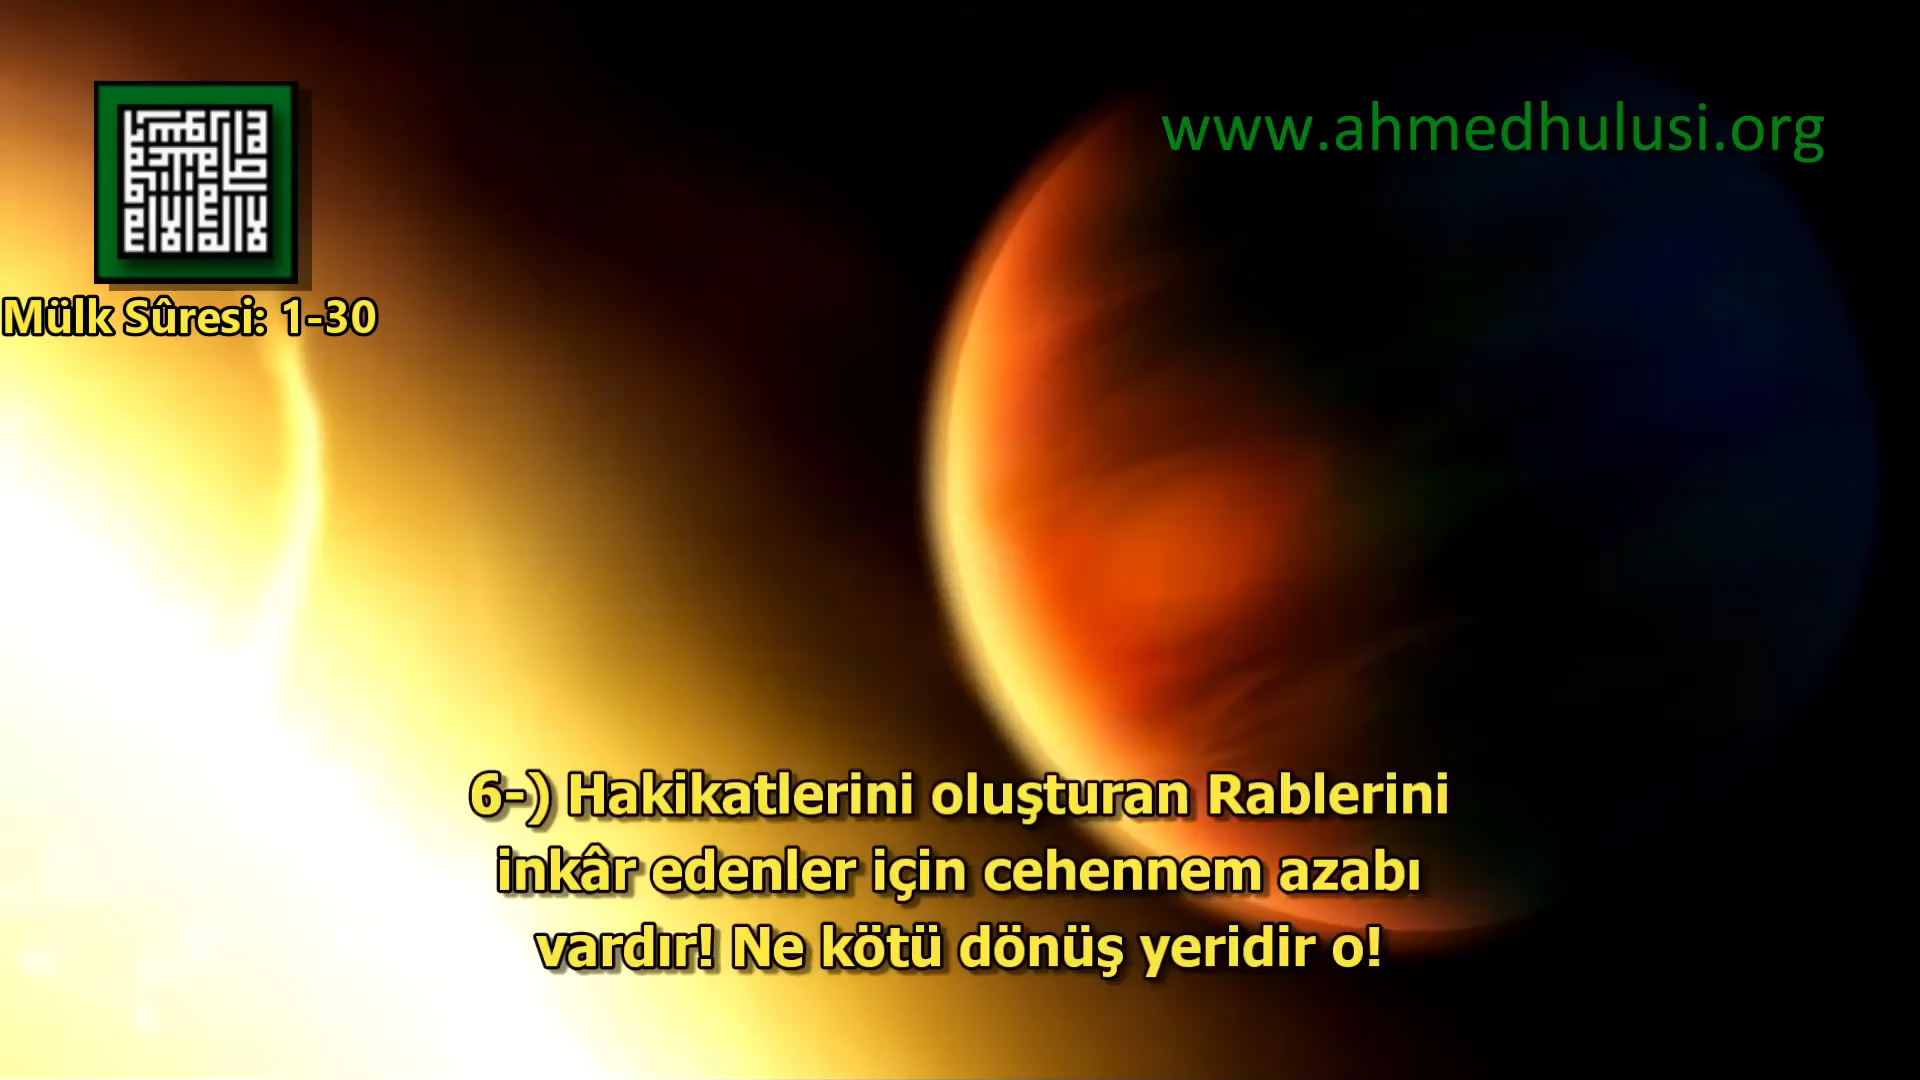 www.ahmedhulusi.org
Mülk Sûresi: 1-30
6-) Hakikatlerini oluşturan Rablerini
inkâr edenler için cehennem azabı
vardır! Ne kötü dönüş yeridir o!